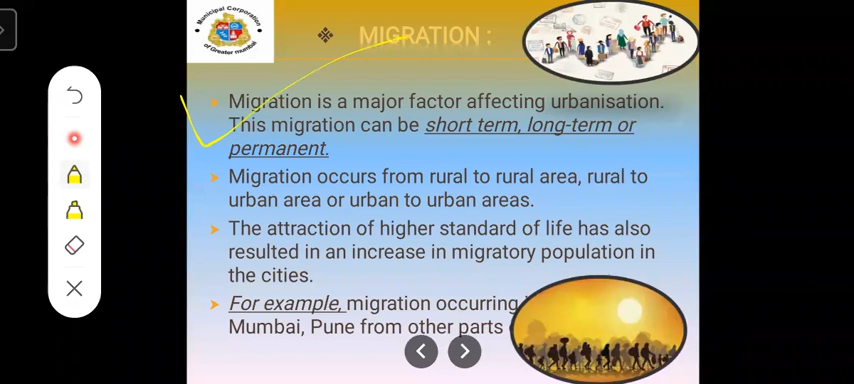 Municipal Corporation
of Greater mumbai
❖ MIGRATION :
➤ Migration is a major factor affecting urbanisation.
This migration can be short term, long-term or
permanent.
➤ Migration occurs from rural to rural area, rural to
urban area or urban to urban areas.
➤ The attraction of higher standard of life has also
resulted in an increase in migratory population in
the cities.
➤ For example, migration occurring
Mumbai, Pune from other parts